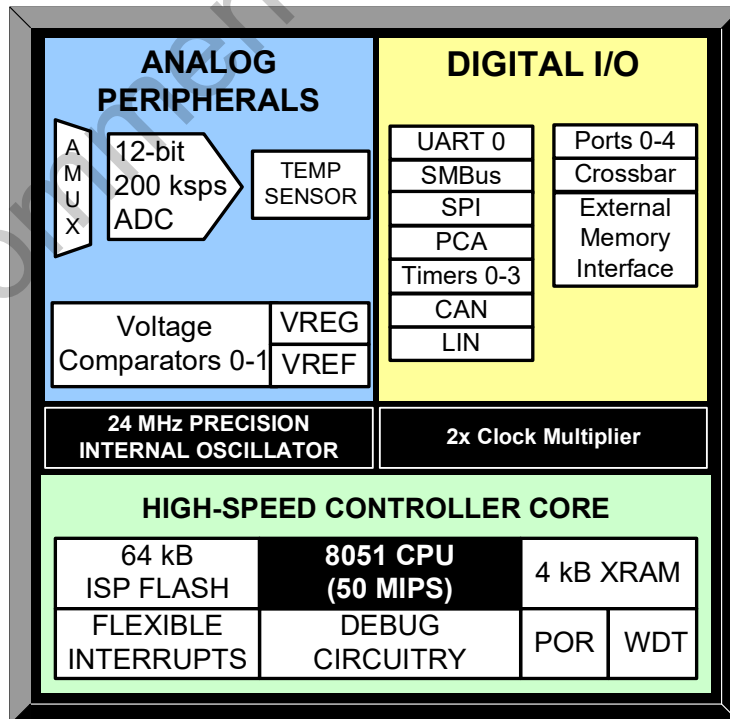 ANALOG
PERIPHERALS
A
M
U
X
12-bit
200 ksps
ADC
TEMP
SENSOR
Voltage
Comparators 0-1
VREG
VREF
DIGITAL I/O
UART 0
SMBus
SPI
PCA
Timers 0-3
CAN
LIN
Ports 0-4
Crossbar
External
Memory
Interface
24 MHz PRECISION
INTERNAL OSCILLATOR
2x Clock Multiplier
HIGH-SPEED CONTROLLER CORE
64 kB
ISP FLASH
8051 CPU
(50 MIPS)
4 kB XRAM
FLEXIBLE
INTERRUPTS
DEBUG
CIRCUITRY
POR
WDT